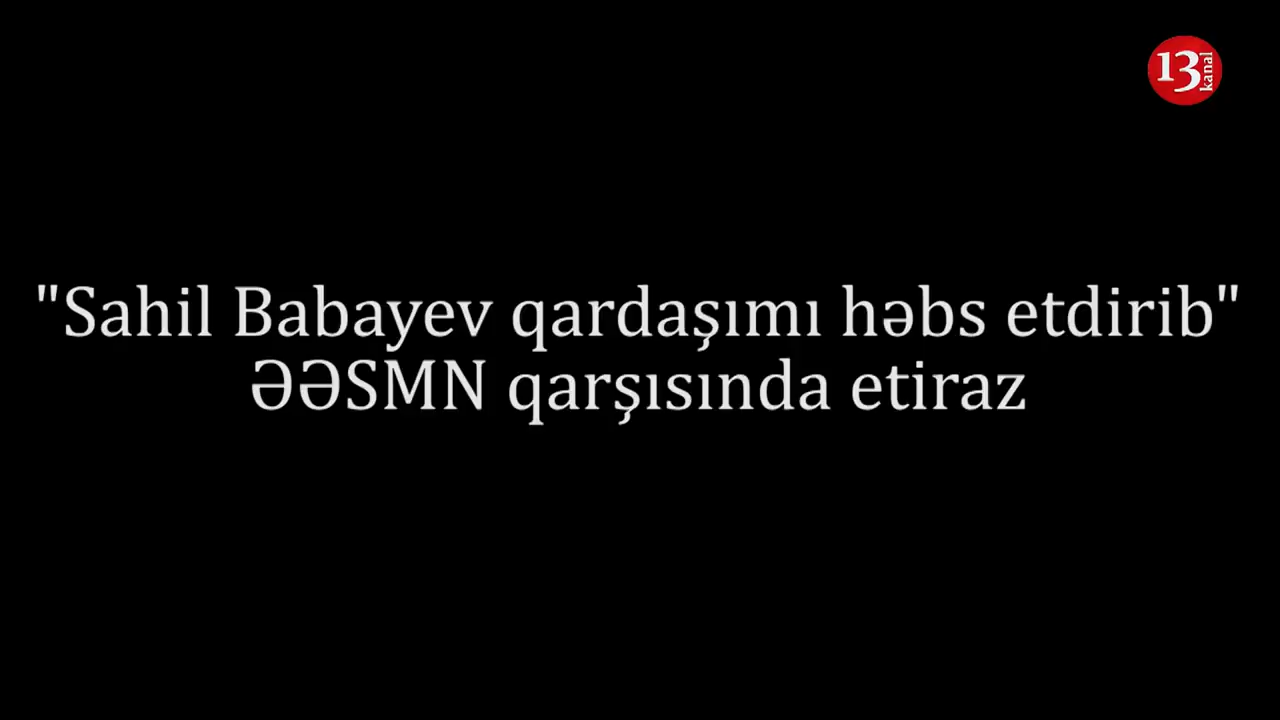 13 kanal
"Sahil Babayev qardaşımı həbs etdirib"
ƏƏSMN qarşısında etiraz